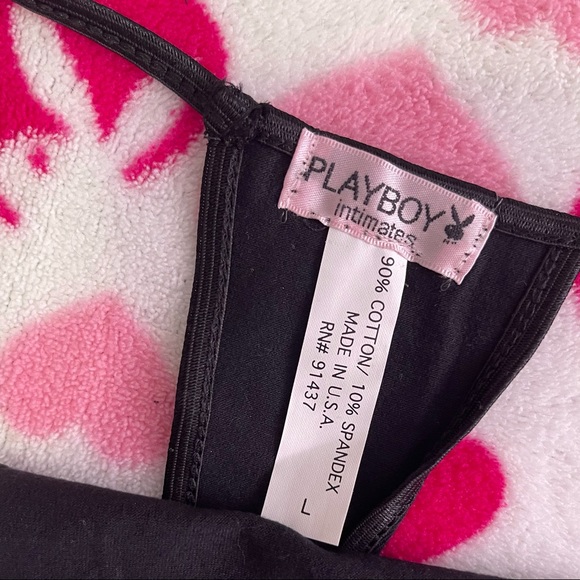 PLAYBOY
intimates
90% COTTON/ 10% SPANDEX
MADE IN U.S.A.
RN# 91437
L